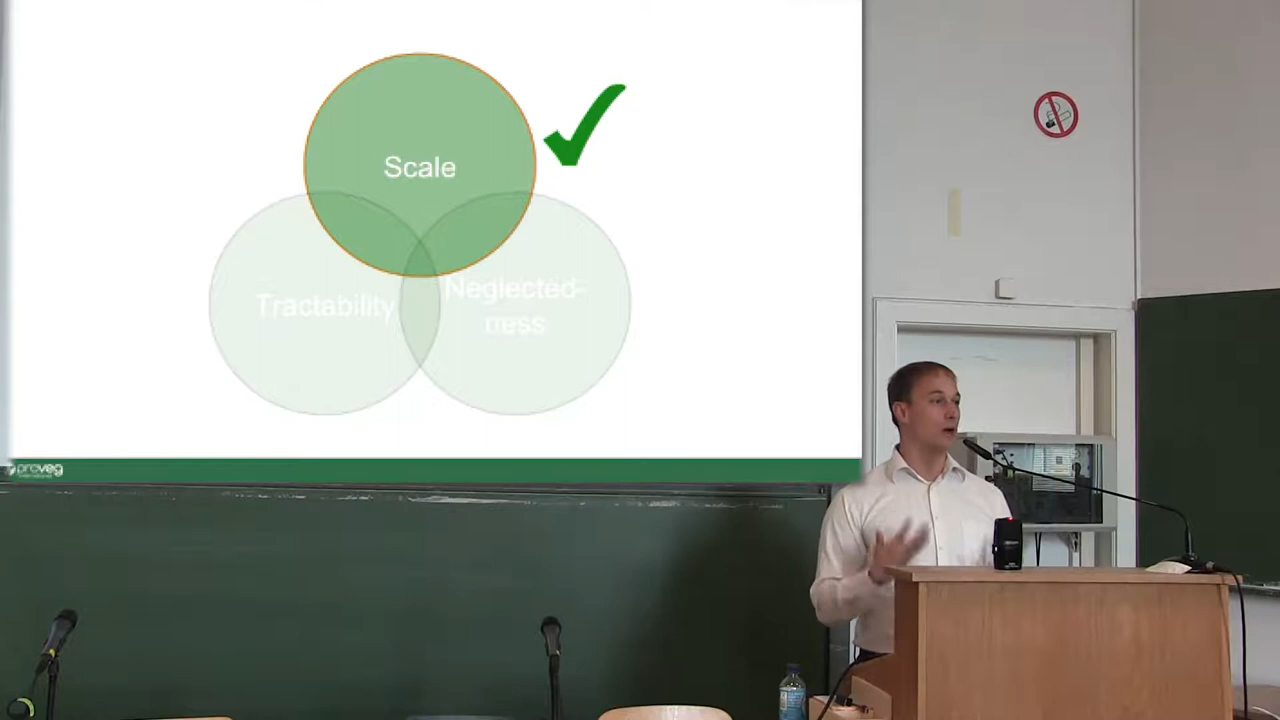 Scale
Tractability
Neglected-
ness
proveg